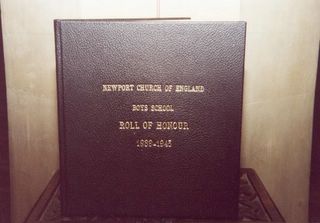 NEWPORT CHURCH OF ENGLAND
BOYS SCHOOL
ROLL OF HONOUR
1939-1945